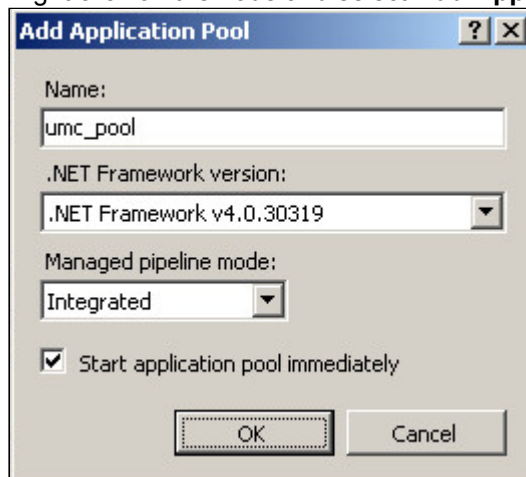 Add Application Pool
Name:
umc_pool
.NET Framework version:
.NET Framework v4.0.30319
Managed pipeline mode:
Integrated
Start application pool immediately
OK Cancel